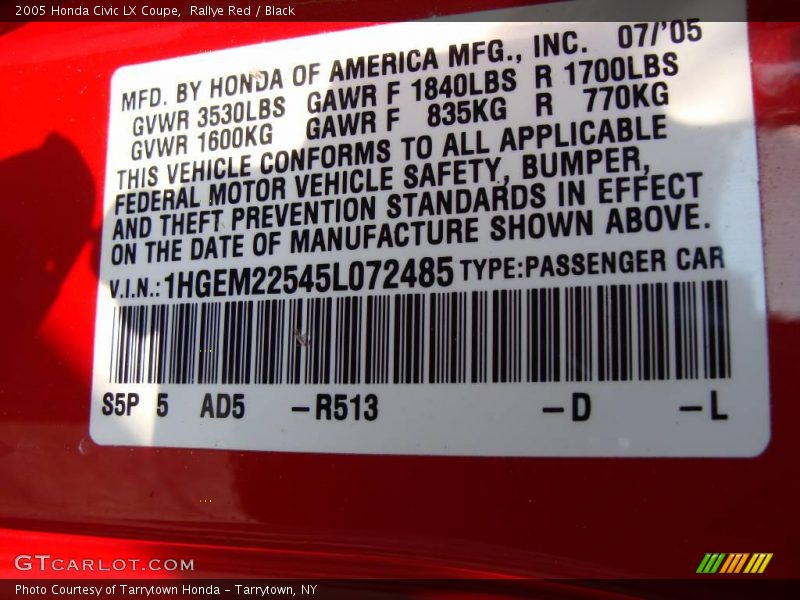 2005 Honda Civic LX Coupe,  Rallye Red / Black
MFD. BY HONDA OF AMERICA MFG., INC. 07/'05
GVWR 3530LBS GAWR F 1840LBS R 1700LBS
GVWR 1600KG GAWR F 835KG R 770KG
THIS VEHICLE CONFORMS TO ALL APPLICABLE
FEDERAL MOTOR VEHICLE SAFETY, BUMPER,
AND THEFT PREVENTION STANDARDS IN EFFECT
ON THE DATE OF MANUFACTURE SHOWN ABOVE.
V.I.N.: 1HGEM22545L072485 TYPE:PASSENGER CAR
S5P 5 AD5 –R513 –D –L
GTCARLOT.COM
Photo Courtesy of Tarrytown Honda - Tarrytown, NY